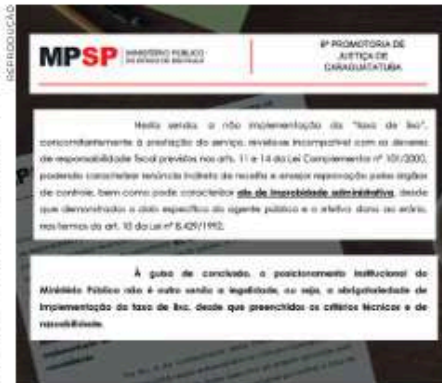 REPRODUÇÃO
MPSP MINISTÉRIO PÚBLICO
DO ESTADO DE SÃO PAULO
8ª PROMOTORIA DE
JUSTIÇA DE
CARAGUATATUBA
Nesta senda, a não implementação da "taxa de lixo",
concomitantemente à prestação do serviço, revela-se incompatível com os deveres
de responsabilidade fiscal previstos nos arts. 11 e 14 da Lei Complementar nº 101/2000,
podendo caracterizar renúncia indireta de receita e ensejar reprovação pelos órgãos
de controle, bem como pode caracterizar ato de improbidade administrativa, desde
que demonstrados o dolo específico do agente público e o efetivo dano ao erário,
nos termos do art. 10 da Lei nº 8.429/1992.
À guisa de conclusão, o posicionamento institucional do
Ministério Público não é outro senão a legalidade, ou seja, a obrigatoriedade de
implementação da taxa de lixo, desde que preenchidos os critérios técnicos e de
razoabilidade.